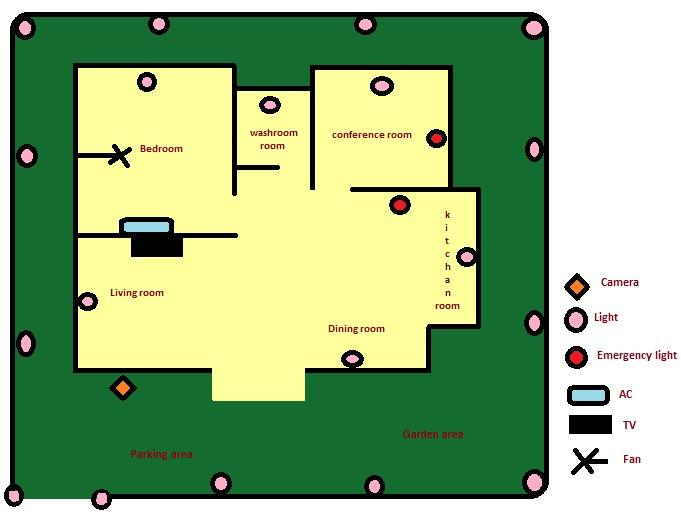 Bedroom
washroom
room
conference room
k
i
t
c
h
a
n
room
Living room
Dining room
Garden area
Parking area
Camera
Light
Emergency light
AC
TV
Fan